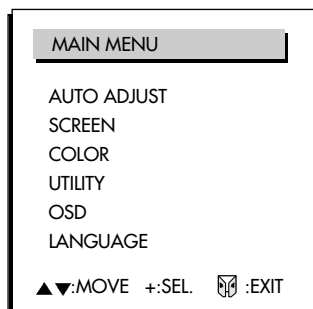 MAIN MENU
AUTO ADJUST
SCREEN
COLOR
UTILITY
OSD
LANGUAGE
▲▼:MOVE +:SEL. :EXIT